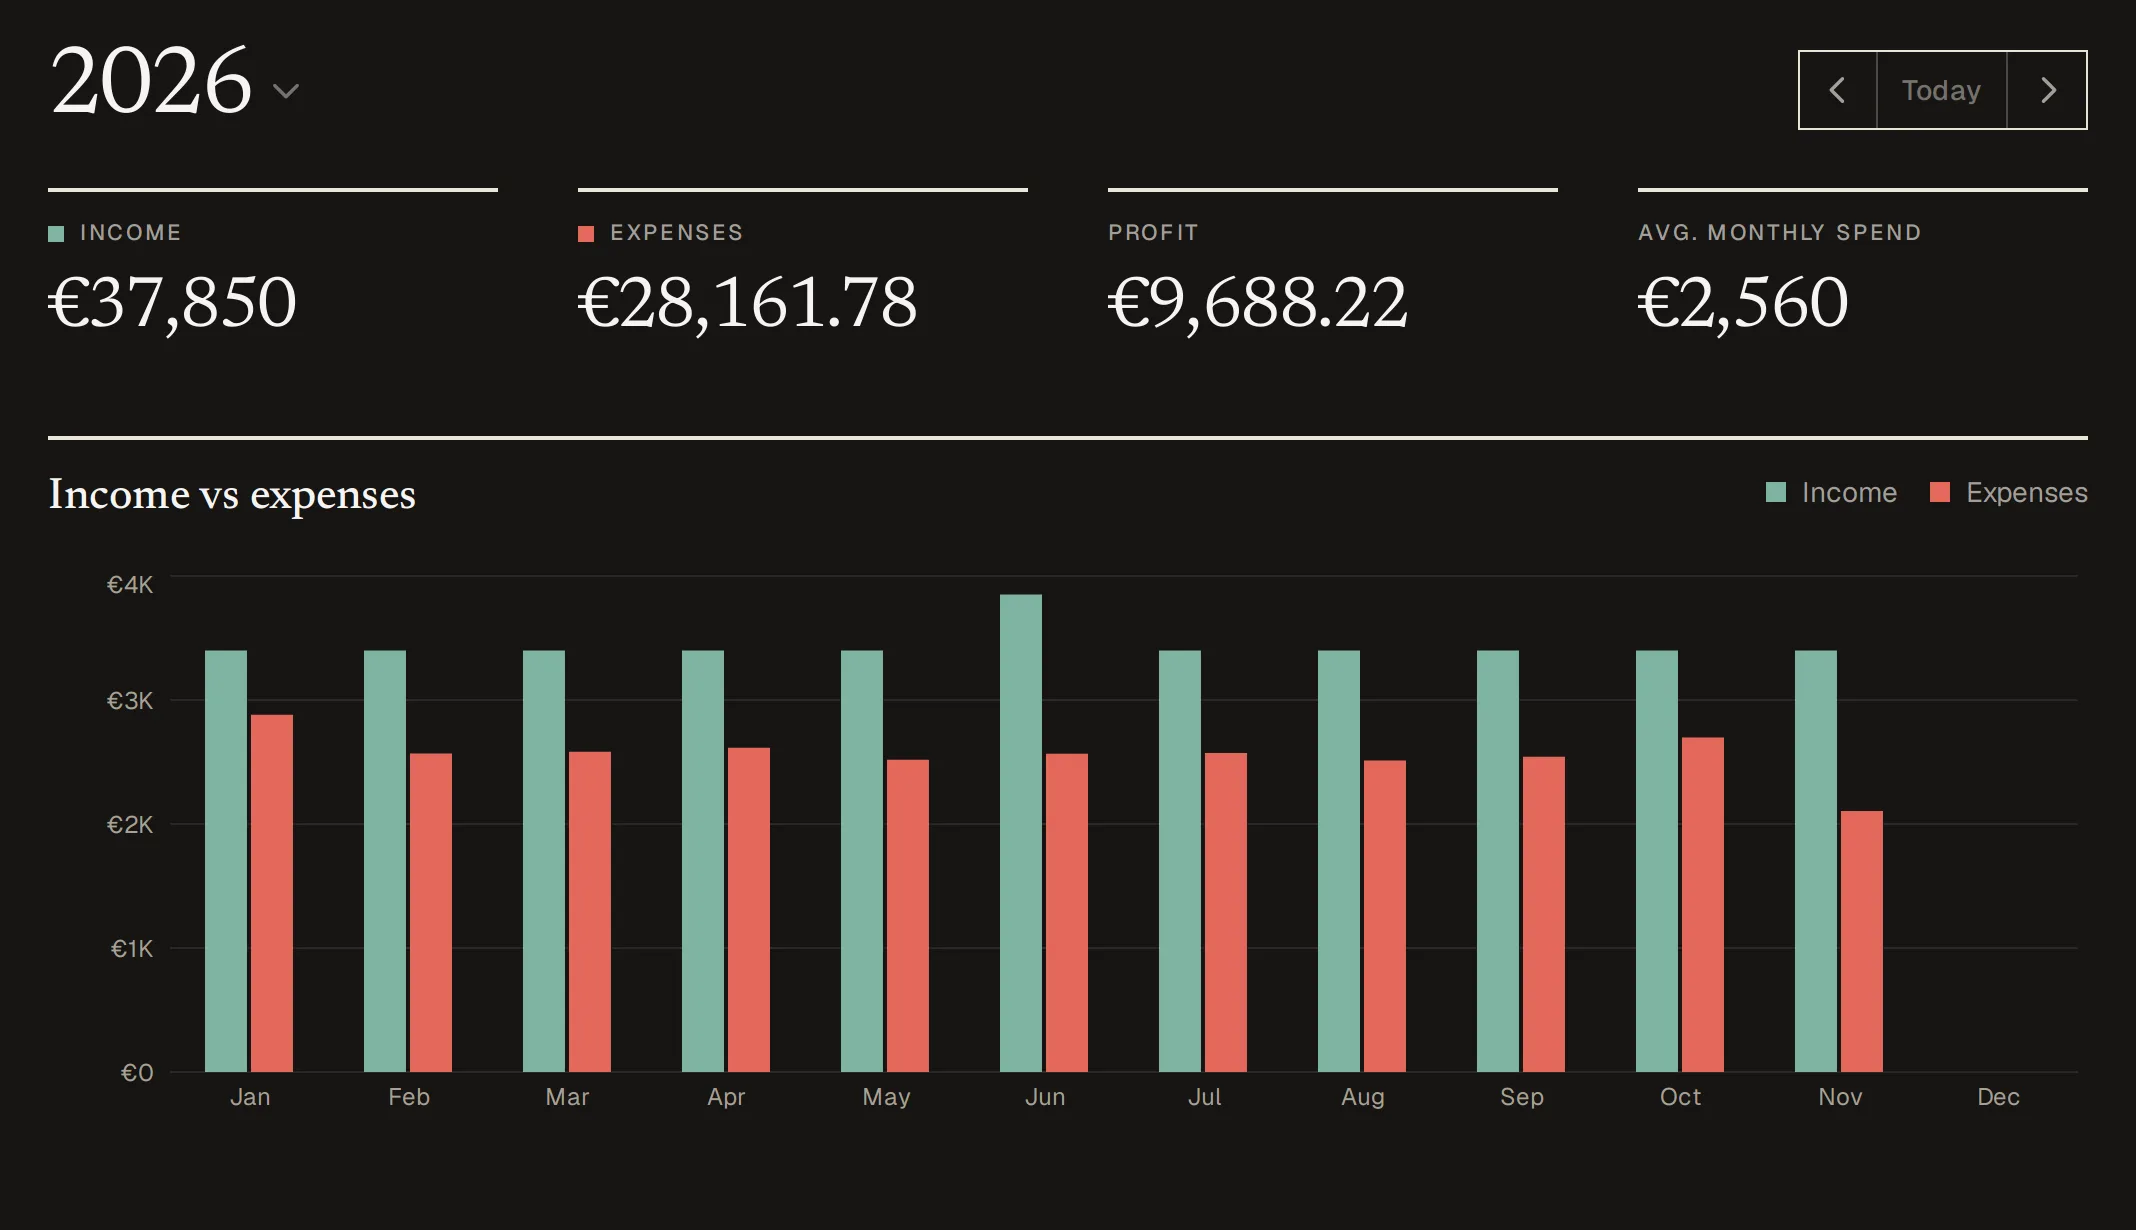 2026
Today
INCOME
€37,850
EXPENSES
€28,161.78
PROFIT
€9,688.22
AVG. MONTHLY SPEND
€2,560
Income vs expenses
Income
Expenses
€4K
€3K
€2K
€1K
€0
Jan Feb Mar Apr May Jun Jul Aug Sep Oct Nov Dec